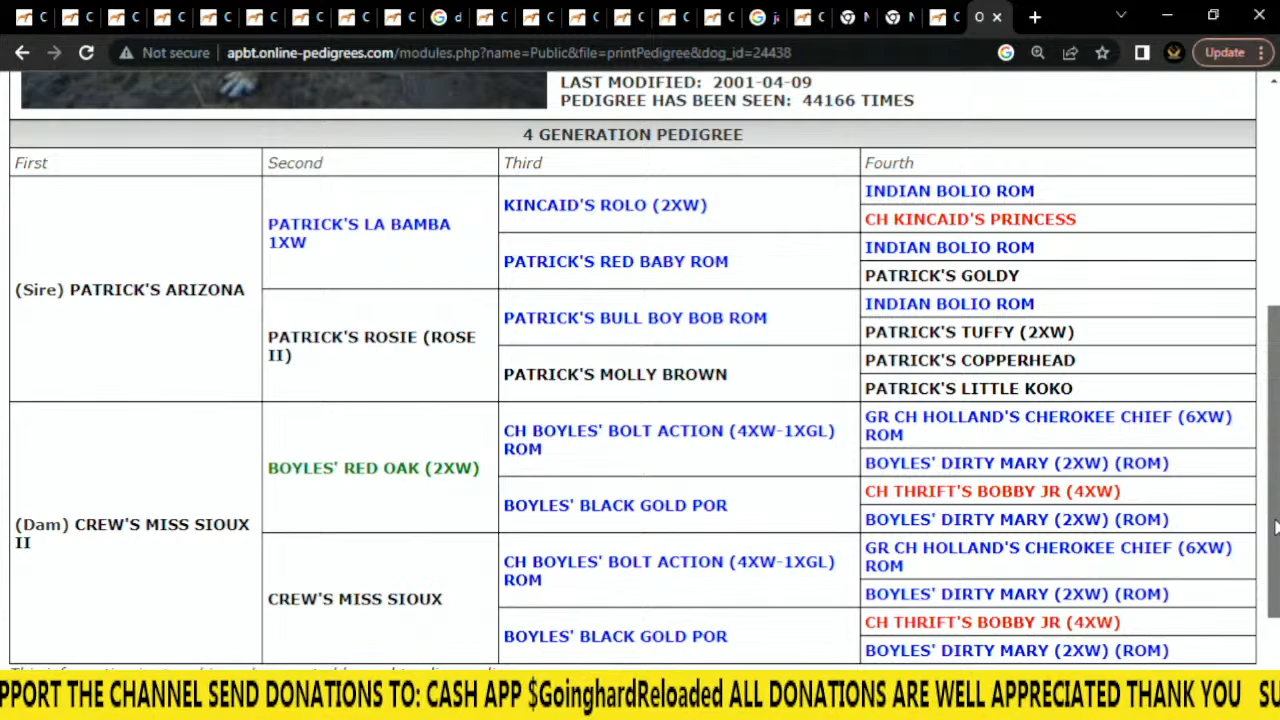 Not secure
apbt.online-pedigrees.com/modules.php?name=Public&file=printPedigree&dog_id=24438
Update
LAST MODIFIED: 2001-04-09
PEDIGREE HAS BEEN SEEN: 44166 TIMES
4 GENERATION PEDIGREE
First
Second
Third
Fourth
(Sire) PATRICK'S ARIZONA
PATRICK'S LA BAMBA
1XW
KINCAID'S ROLO (2XW)
INDIAN BOLIO ROM
CH KINCAID'S PRINCESS
PATRICK'S RED BABY ROM
INDIAN BOLIO ROM
PATRICK'S GOLDY
PATRICK'S ROSIE (ROSE
II)
PATRICK'S BULL BOY BOB ROM
INDIAN BOLIO ROM
PATRICK'S TUFFY (2XW)
PATRICK'S MOLLY BROWN
PATRICK'S COPPERHEAD
PATRICK'S LITTLE KOKO
(Dam) CREW'S MISS SIOUX
II
BOYLES' RED OAK (2XW)
CH BOYLES' BOLT ACTION (4XW-1XGL)
ROM
GR CH HOLLAND'S CHEROKEE CHIEF (6XW)
ROM
BOYLES' DIRTY MARY (2XW) (ROM)
BOYLES' BLACK GOLD POR
CH THRIFT'S BOBBY JR (4XW)
BOYLES' DIRTY MARY (2XW) (ROM)
CREW'S MISS SIOUX
CH BOYLES' BOLT ACTION (4XW-1XGL)
ROM
GR CH HOLLAND'S CHEROKEE CHIEF (6XW)
ROM
BOYLES' DIRTY MARY (2XW) (ROM)
BOYLES' BLACK GOLD POR
CH THRIFT'S BOBBY JR (4XW)
BOYLES' DIRTY MARY (2XW) (ROM)
PPORT THE CHANNEL SEND DONATIONS TO: CASH APP $GoinghardReloaded ALL DONATIONS ARE WELL APPRECIATED THANK YOU SU